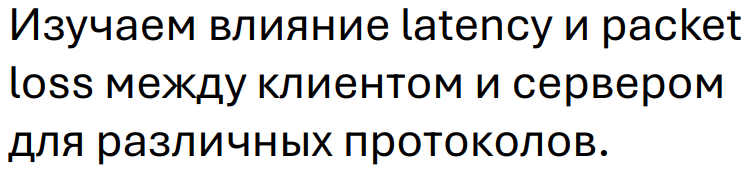 Изучаем влияние latency и packet
loss между клиентом и сервером
для различных протоколов.